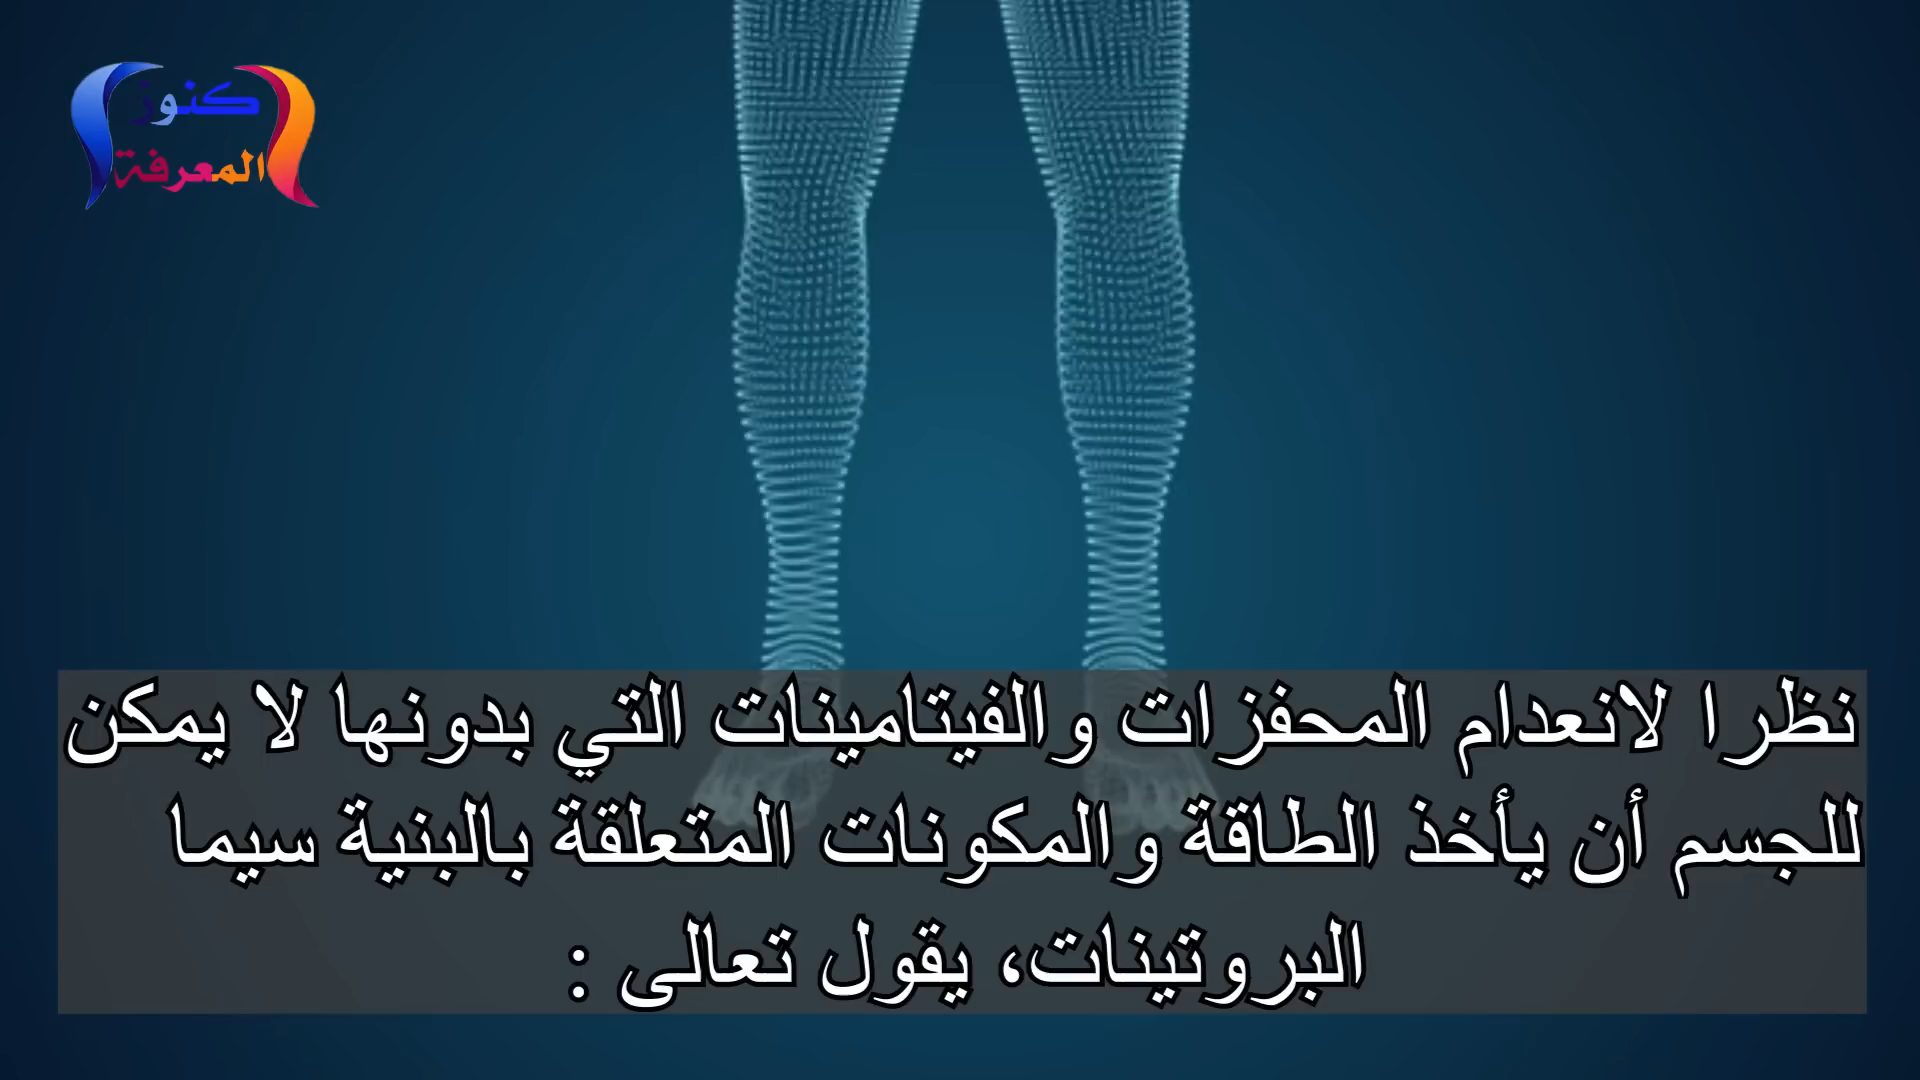 كنوز
المعرفة
نظرا لانعدام المحفزات والفيتامينات التي بدونها لا يمكن
للجسم أن يأخذ الطاقة والمكونات المتعلقة بالبنية سيما
البروتينات، يقول تعالى :